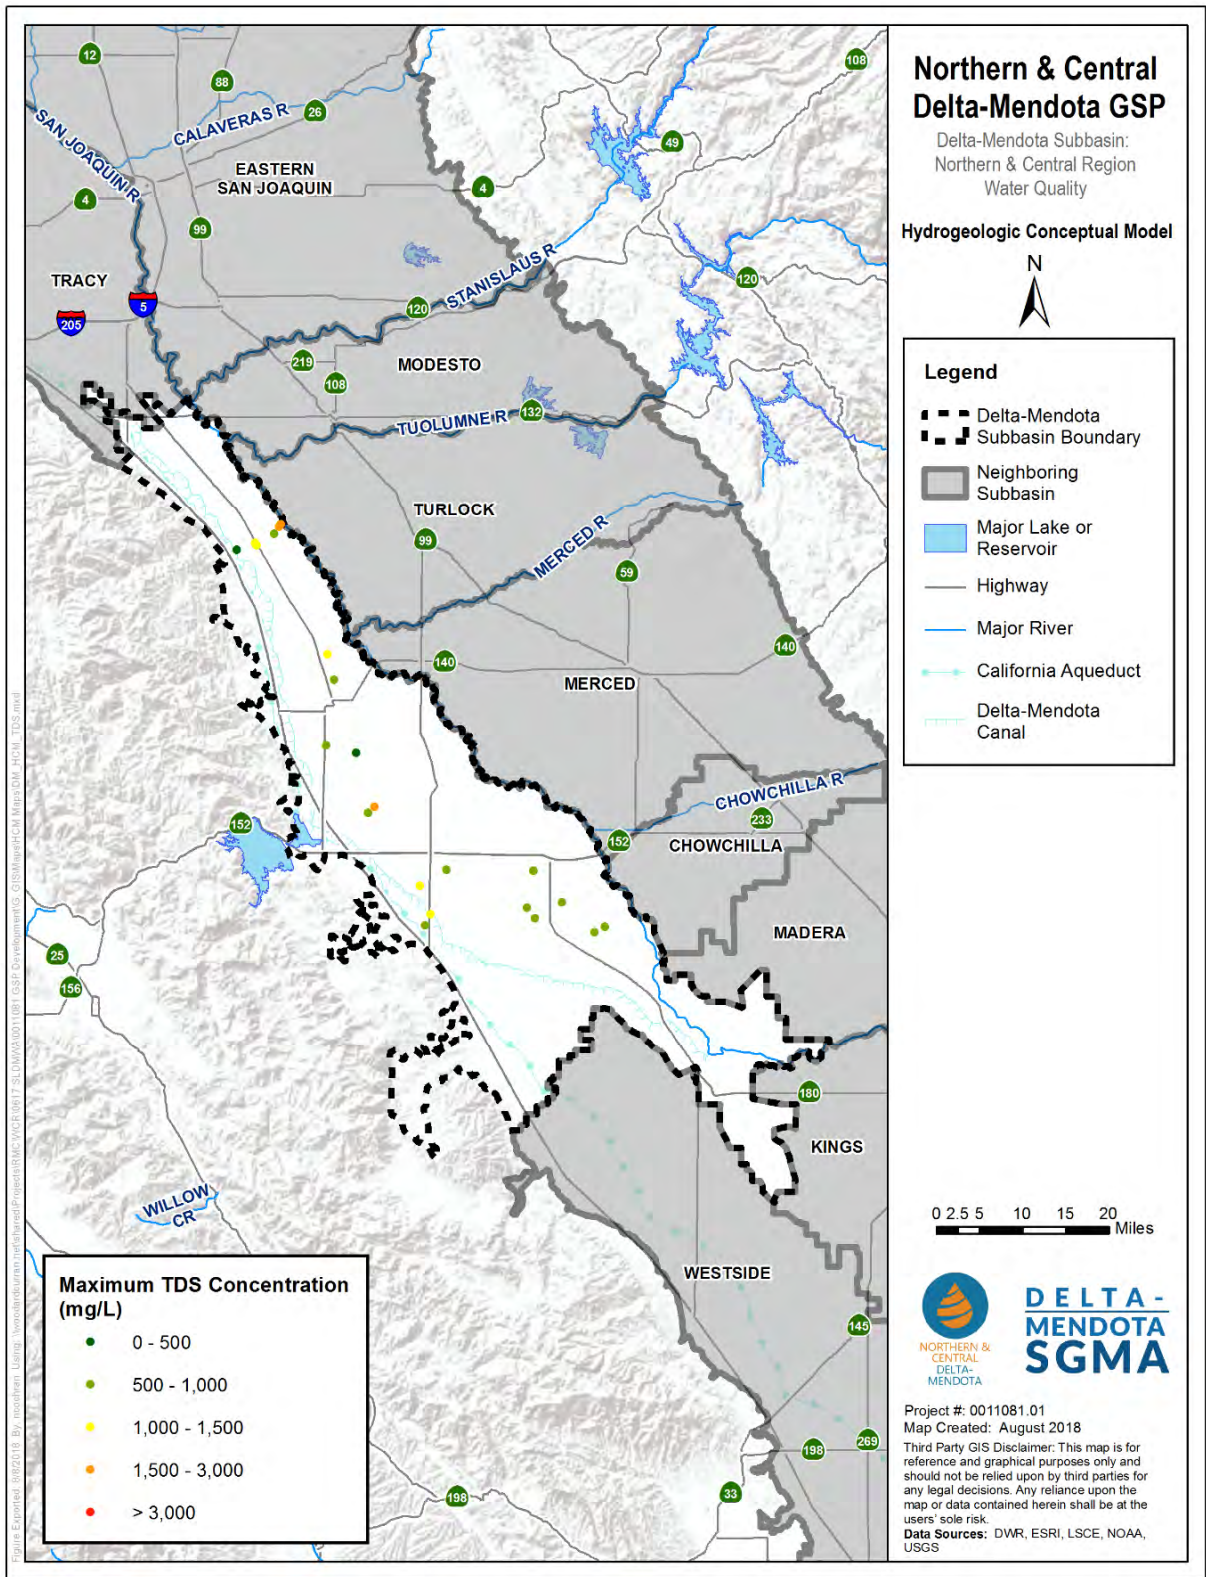 Northern & Central
Delta-Mendota GSP
Delta-Mendota Subbasin:
Northern & Central Region
Water Quality
Hydrogeologic Conceptual Model
N
Legend
Delta-Mendota
Subbasin Boundary
Neighboring
Subbasin
Major Lake or
Reservoir
Highway
Major River
California Aqueduct
Delta-Mendota
Canal
12
88
108
SAN JOAQUIN R
CALAVERAS R
26
49
EASTERN
SAN JOAQUIN
4
4
99
TRACY
STANISLAUS R
120
5
205
120
219
MODESTO
108
TUOLUMNE R
132
TURLOCK
99
MERCED R
59
140
140
MERCED
CHOWCHILLA R
233
152
152
CHOWCHILLA
MADERA
25
156
180
KINGS
WILLOW
CR
WESTSIDE
145
269
198
33
198
0 2.5 5 10 15 20
Miles
Maximum TDS Concentration
(mg/L)
0 - 500
500 - 1,000
1,000 - 1,500
1,500 - 3,000
> 3,000
NORTHERN &
CENTRAL
DELTA-
MENDOTA
DELTA-
MENDOTA
SGMA
Project #: 0011081.01
Map Created: August 2018
Third Party GIS Disclaimer: This map is for
reference and graphical purposes only and
should not be relied upon by third parties for
any legal decisions. Any reliance upon the
map or data contained herein shall be at the
users' sole risk.
Data Sources: DWR, ESRI, LSCE, NOAA,
USGS